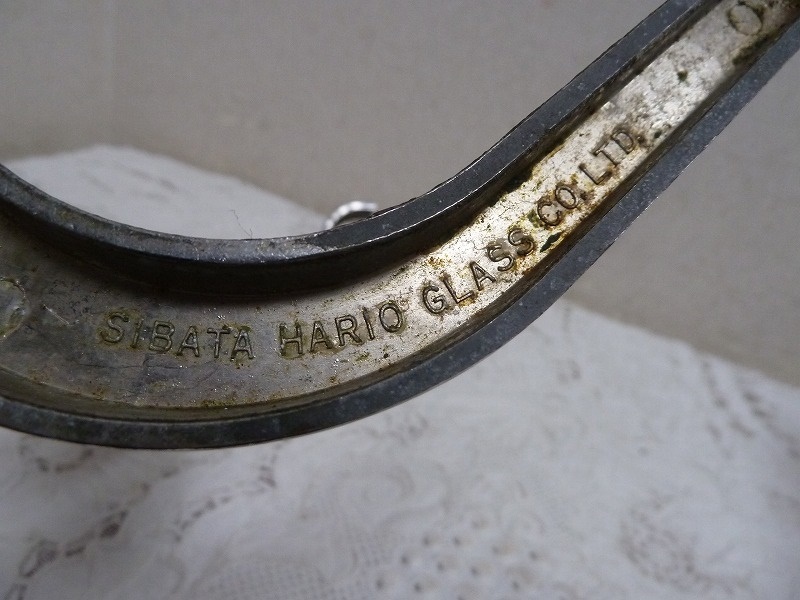 SIBATA HARIO GLASS CO. LTD.